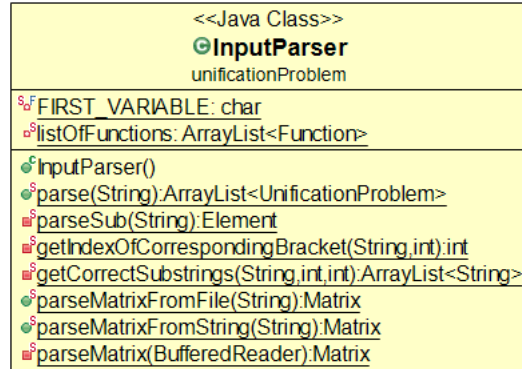 <<Java Class>>
InputParser
unificationProblem
FIRST_VARIABLE: char
listOfFunctions: ArrayList<Function>
InputParser()
parse(String):ArrayList<UnificationProblem>
parseSub(String):Element
getIndexOfCorrespondingBracket(String,int):int
getCorrectSubstrings(String,int,int):ArrayList<String>
parseMatrixFromFile(String):Matrix
parseMatrixFromString(String):Matrix
parseMatrix(BufferedReader):Matrix